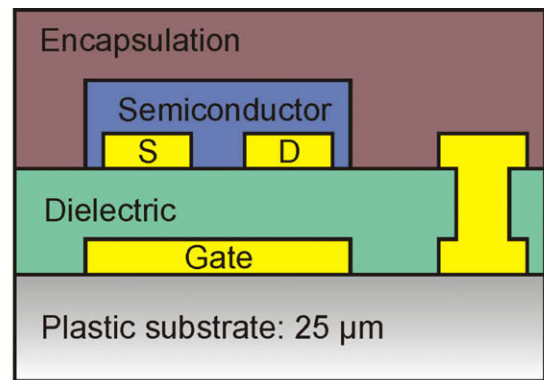 Encapsulation
Semiconductor
S D
Dielectric
Gate
Plastic substrate: 25 µm